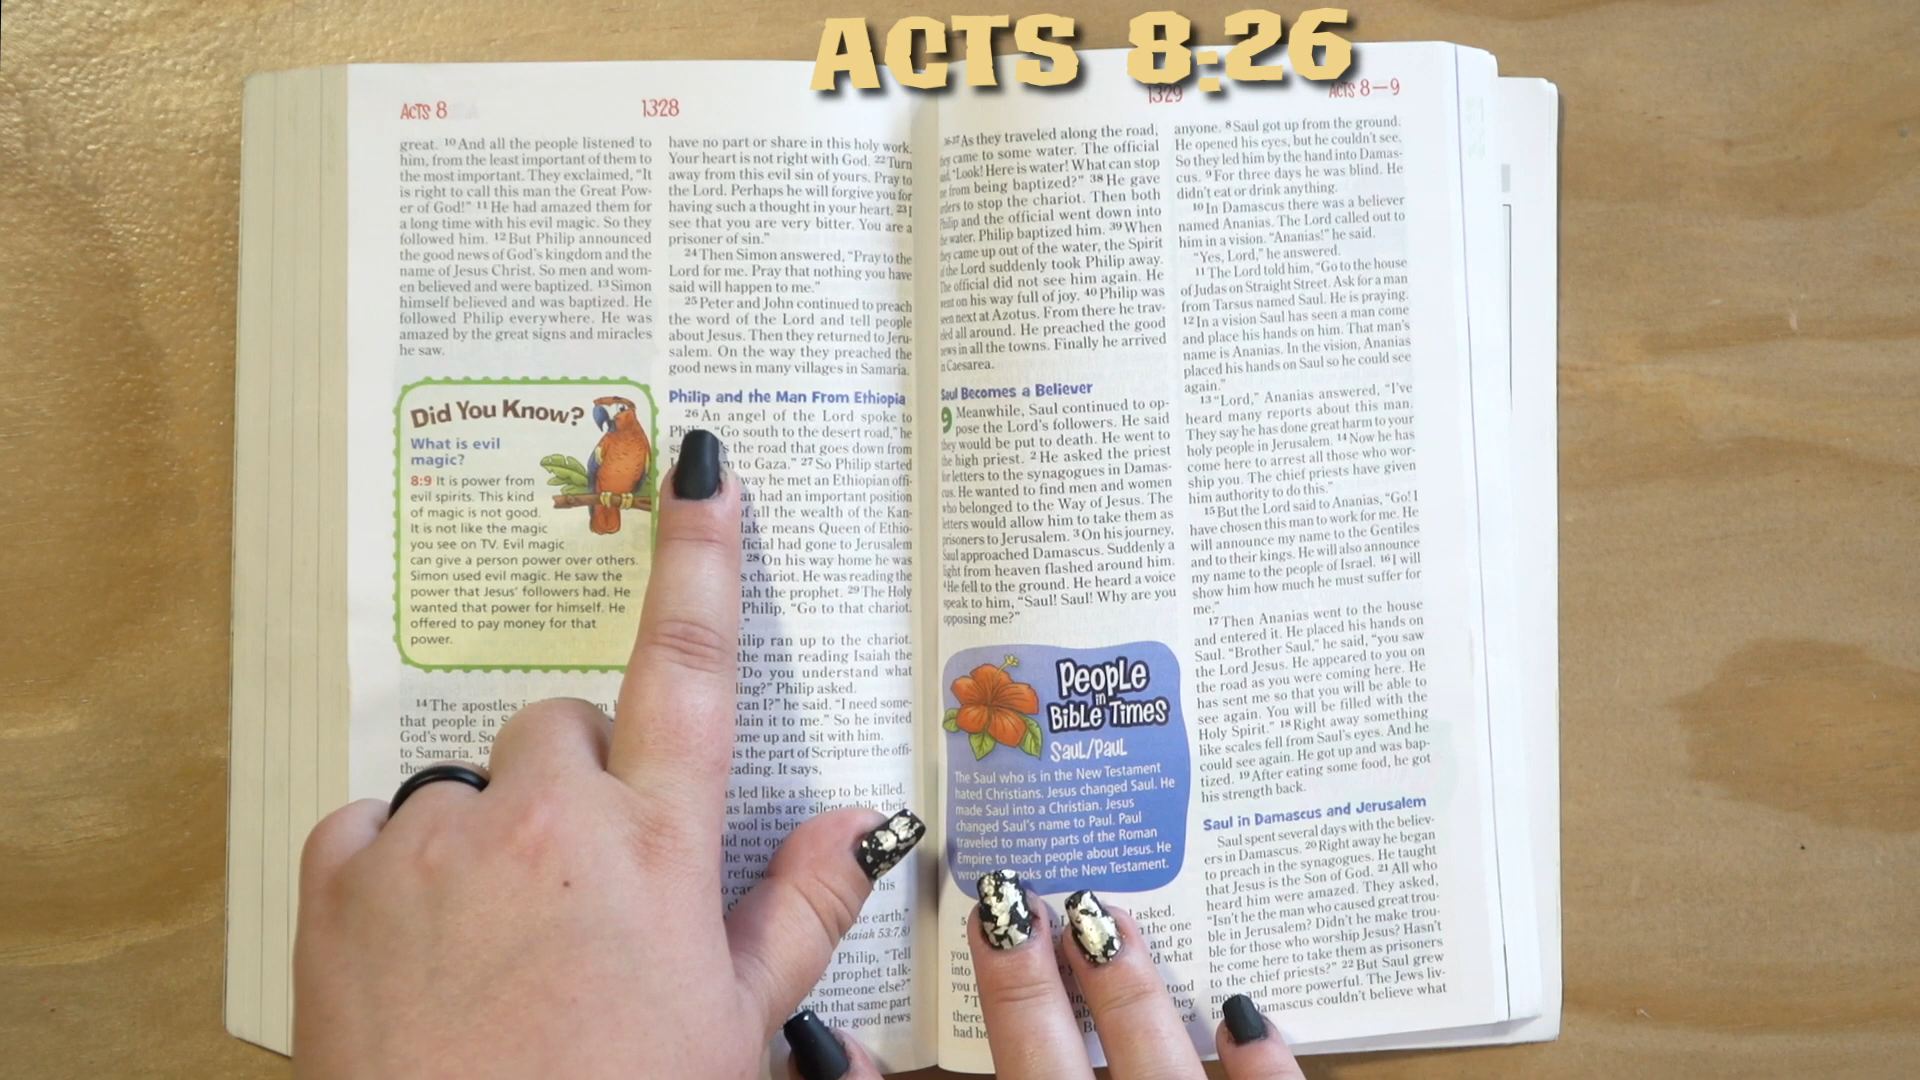 ACTS 8:26
ACTS 8
1328
great. 10 And all the people listened to
him, from the least important of them to
the most important. They exclaimed, “It
is right to call this man the Great Pow-
er of God!” 11 He had amazed them for
a long time with his evil magic. So they
followed him. 12 But Philip announced
the good news of God’s kingdom and the
name of Jesus Christ. So men and wom-
en believed and were baptized. 13 Simon
himself believed and was baptized. He
followed Philip everywhere. He was
amazed by the great signs and miracles
he saw.
Did You Know?
What is evil
magic?
8:9 It is power from
evil spirits. This kind
of magic is not good.
It is not like the magic
you see on TV. Evil magic
can give a person power over others.
Simon used evil magic. He saw the
power that Jesus’ followers had. He
wanted that power for himself. He
offered to pay money for that
power.
14 The apostles
that people in
God’s word. So
to Samaria. 15
have no part or share in this holy work.
Your heart is not right with God. 22 Turn
away from this evil sin of yours. Pray to
the Lord. Perhaps he will forgive you for
having such a thought in your heart. 23 I
see that you are very bitter. You are a
prisoner of sin.”
24 Then Simon answered, “Pray to the
Lord for me. Pray that nothing you have
said will happen to me.”
25 Peter and John continued to preach
the word of the Lord and tell people
about Jesus. Then they returned to Jeru-
salem. On the way they preached the
good news in many villages in Samaria.
Philip and the Man From Ethiopia
26 An angel of the Lord spoke to
“Go south to the desert road,” he
the road that goes down from
to Gaza.” 27 So Philip started
way he met an Ethiopian offi-
had an important position
all the wealth of the Kan-
means Queen of Ethio-
had gone to Jerusalem
28 On his way home he was
chariot. He was reading the
the prophet. 29 The Holy
Philip, “Go to that chariot.
ran up to the chariot.
the man reading Isaiah the
“Do you understand what
Philip asked.
can I?” he said. “I need some-
it to me.” So he invited
up and sit with him.
is the part of Scripture the offi-
It says,
led like a sheep to be killed.
as lambs are silent while their
wool is
did not
he was
his
earth.”
Isaiah 53:7,8)
Philip, “Tell
prophet talk-
someone else?”
with that same part
the good news
1329
ACTS 8—9
36-37 As they traveled along the road,
came to some water. The official
“Look! Here is water! What can stop
from being baptized?” 38 He gave
to stop the chariot. Then both
Philip and the official went down into
water. Philip baptized him. 39 When
came up out of the water, the Spirit
the Lord suddenly took Philip away.
The official did not see him again. He
went on his way full of joy. 40 Philip was
next at Azotus. From there he trav-
all around. He preached the good
news in all the towns. Finally he arrived
in Caesarea.
Saul Becomes a Believer
9 Meanwhile, Saul continued to op-
pose the Lord’s followers. He said
they would be put to death. He went to
the high priest. 2 He asked the priest
for letters to the synagogues in Damas-
cus. He wanted to find men and women
who belonged to the Way of Jesus. The
letters would allow him to take them as
prisoners to Jerusalem. 3 On his journey,
Saul approached Damascus. Suddenly a
light from heaven flashed around him.
4 He fell to the ground. He heard a voice
speak to him, “Saul! Saul! Why are you
opposing me?”
People
in
Bible Times
Saul/Paul
The Saul who is in the New Testament
hated Christians. Jesus changed Saul. He
made Saul into a Christian. Jesus
changed Saul’s name to Paul. Paul
traveled to many parts of the Roman
Empire to teach people about Jesus. He
wrote books of the New Testament.
asked.
the one
you and go
into what
you
there. they
had he
anyone. 8 Saul got up from the ground.
He opened his eyes, but he couldn’t see.
So they led him by the hand into Damas-
cus. 9 For three days he was blind. He
didn’t eat or drink anything.
10 In Damascus there was a believer
named Ananias. The Lord called out to
him in a vision. “Ananias!” he said.
“Yes, Lord,” he answered.
11 The Lord told him, “Go to the house
of Judas on Straight Street. Ask for a man
from Tarsus named Saul. He is praying.
12 In a vision Saul has seen a man come
and place his hands on him. That man’s
name is Ananias. In the vision, Ananias
placed his hands on Saul so he could see
again.”
13 “Lord,” Ananias answered, “I’ve
heard many reports about this man.
They say he has done great harm to your
holy people in Jerusalem. 14 Now he has
come here to arrest all those who wor-
ship you. The chief priests have given
him authority to do this.”
15 But the Lord said to Ananias, “Go! I
have chosen this man to work for me. He
will announce my name to the Gentiles
and to their kings. He will also announce
my name to the people of Israel. 16 I will
show him how much he must suffer for
me.”
17 Then Ananias went to the house
and entered it. He placed his hands on
Saul. “Brother Saul,” he said, “you saw
the Lord Jesus. He appeared to you on
the road as you were coming here. He
has sent me so that you will be able to
see again. You will be filled with the
Holy Spirit.” 18 Right away something
like scales fell from Saul’s eyes. And he
could see again. He got up and was bap-
tized. 19 After eating some food, he got
his strength back.
Saul in Damascus and Jerusalem
Saul spent several days with the believ-
ers in Damascus. 20 Right away he began
to preach in the synagogues. He taught
that Jesus is the Son of God. 21 All who
heard him were amazed. They asked,
“Isn’t he the man who caused great trou-
ble in Jerusalem? Didn’t he make trou-
ble for those who worship Jesus? Hasn’t
he come here to take them as prisoners
to the chief priests?” 22 But Saul grew
more and more powerful. The Jews liv-
in Damascus couldn’t believe what